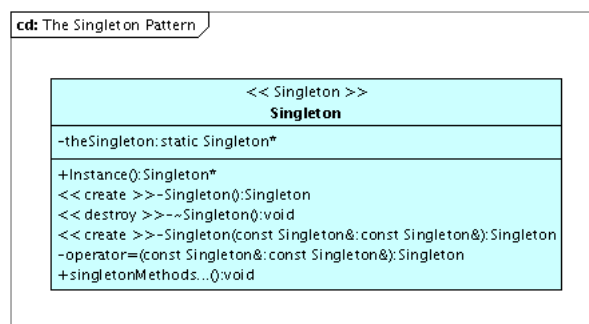 cd: The Singleton Pattern
<< Singleton >>
Singleton
-theSingleton:static Singleton*
+Instance():Singleton*
<< create >>-Singleton():Singleton
<< destroy >>-~Singleton():void
<< create >>-Singleton(const Singleton&:const Singleton&):Singleton
-operator=(const Singleton&:const Singleton&):Singleton
+singletonMethods...():void